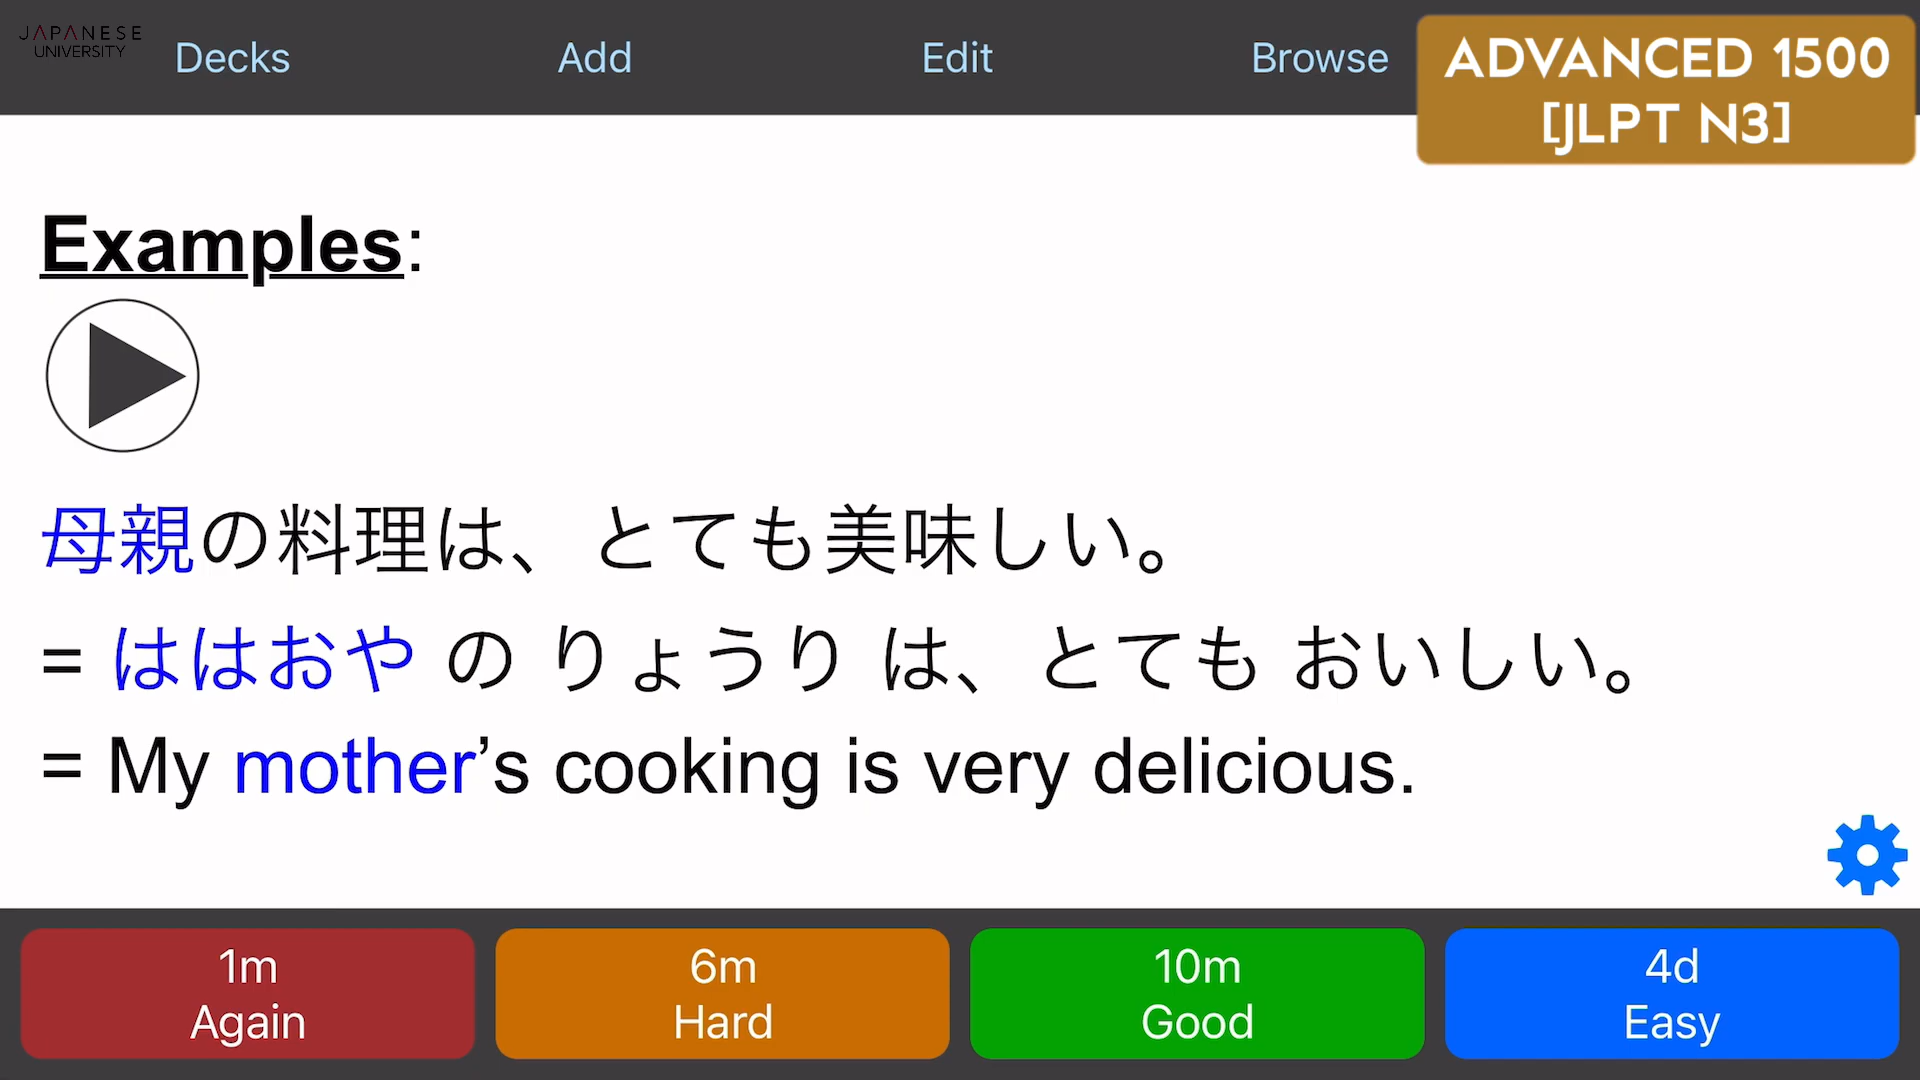 JAPANESE
UNIVERSITY
Decks
Add
Edit
Browse
ADVANCED 1500
[JLPT N3]
Examples:
母親の料理は、とても美味しい。
= ははおや の りょうり は、とても おいしい。
= My mother’s cooking is very delicious.
1m
Again
6m
Hard
10m
Good
4d
Easy